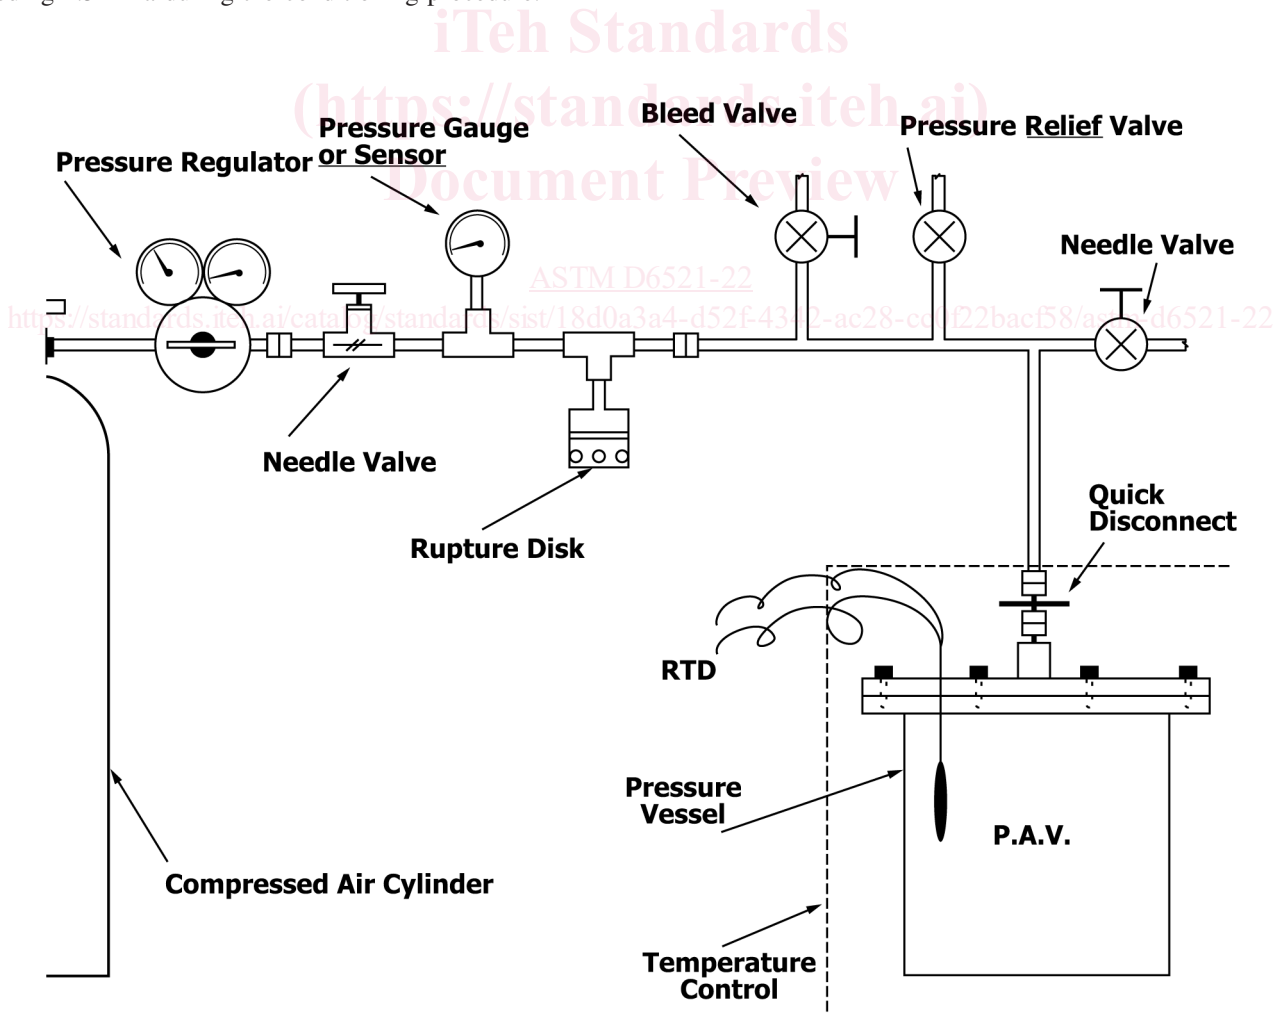 iTeh Standards
(https://standards.iteh.ai)
Document Preview
Bleed Valve
Pressure Relief Valve
Pressure Gauge
or Sensor
Pressure Regulator
Needle Valve
ASTM D6521-22
https://standards.iteh.ai/catalog/standards/sist/18d0a3a4-d52f-4342-ac28-cc0f22bacf58/astm-d6521-22
Needle Valve
Rupture Disk
Quick
Disconnect
RTD
Pressure
Vessel
P.A.V.
Compressed Air Cylinder
Temperature
Control